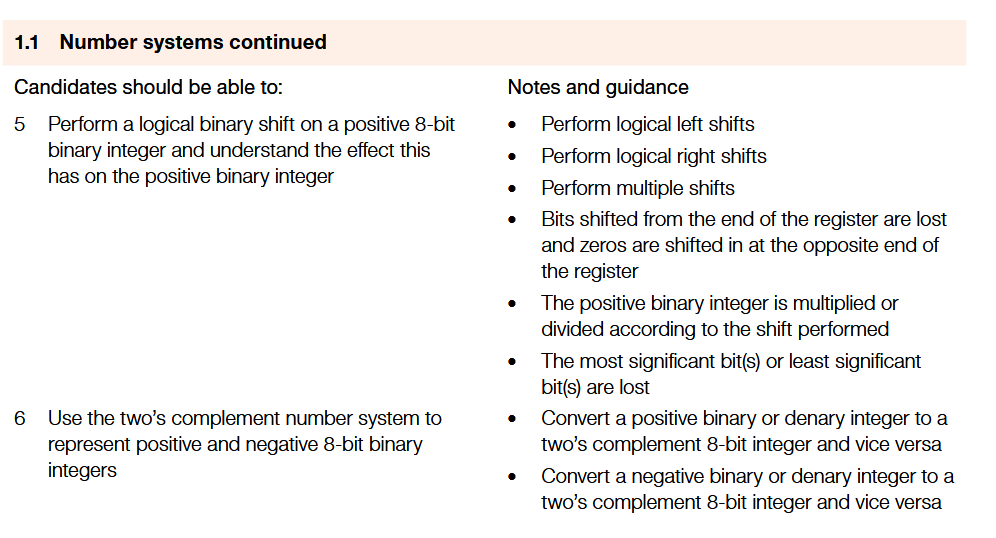 1.1 Number systems continued
Candidates should be able to:
Notes and guidance
5 Perform a logical binary shift on a positive 8-bit
binary integer and understand the effect this
has on the positive binary integer
• Perform logical left shifts
• Perform logical right shifts
• Perform multiple shifts
• Bits shifted from the end of the register are lost
and zeros are shifted in at the opposite end of
the register
• The positive binary integer is multiplied or
divided according to the shift performed
• The most significant bit(s) or least significant
bit(s) are lost
6 Use the two’s complement number system to
represent positive and negative 8-bit binary
integers
• Convert a positive binary or denary integer to a
two’s complement 8-bit integer and vice versa
• Convert a negative binary or denary integer to a
two’s complement 8-bit integer and vice versa